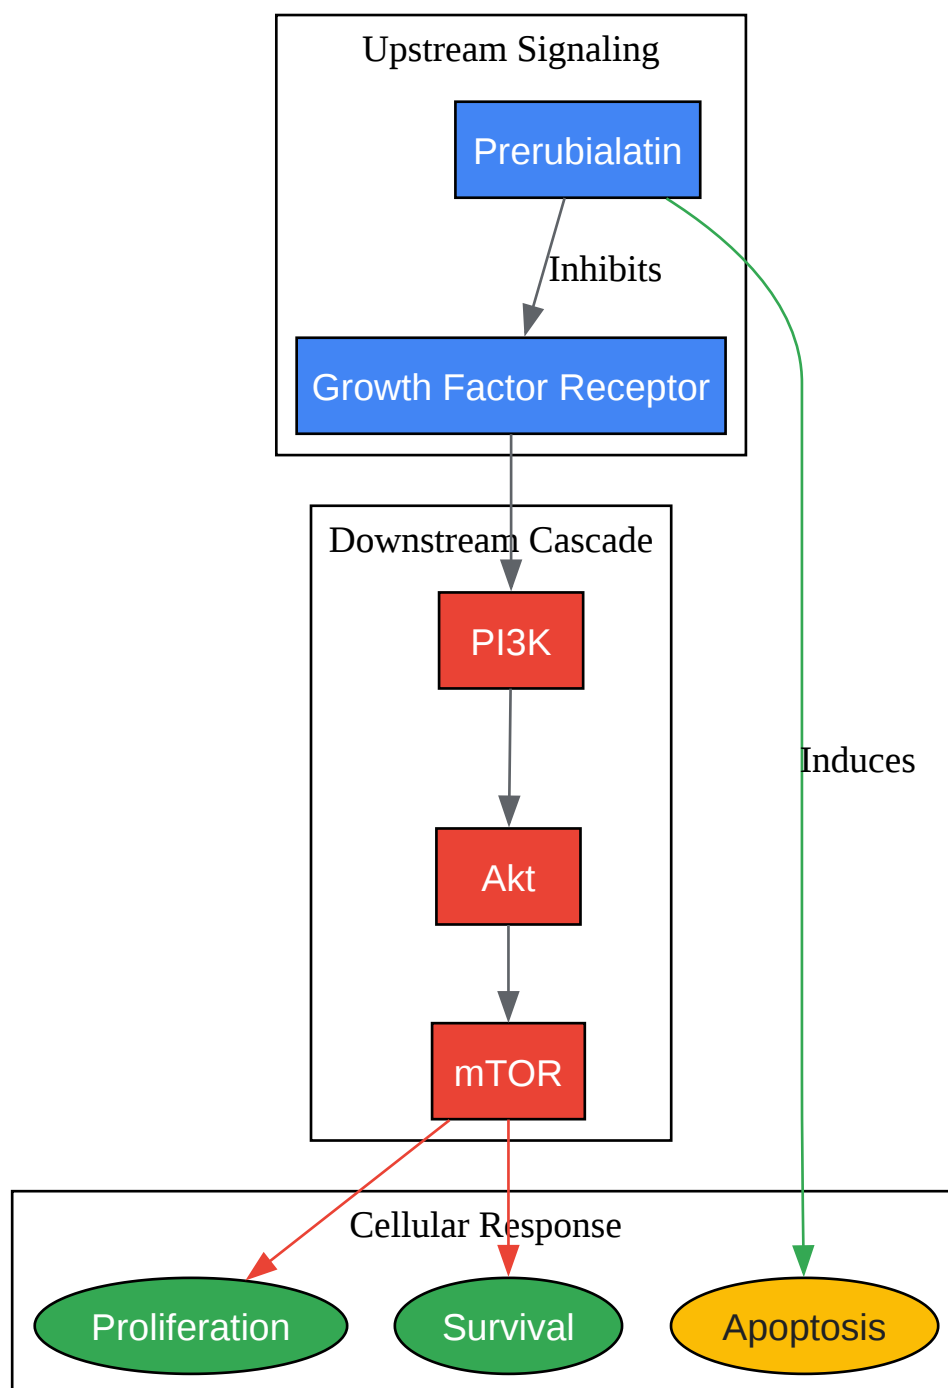 Upstream Signaling
Prerubialatin
Inhibits
Growth Factor Receptor
Downstream Cascade
PI3K
Induces
Akt
mTOR
Cellular Response
Proliferation
Survival
Apoptosis